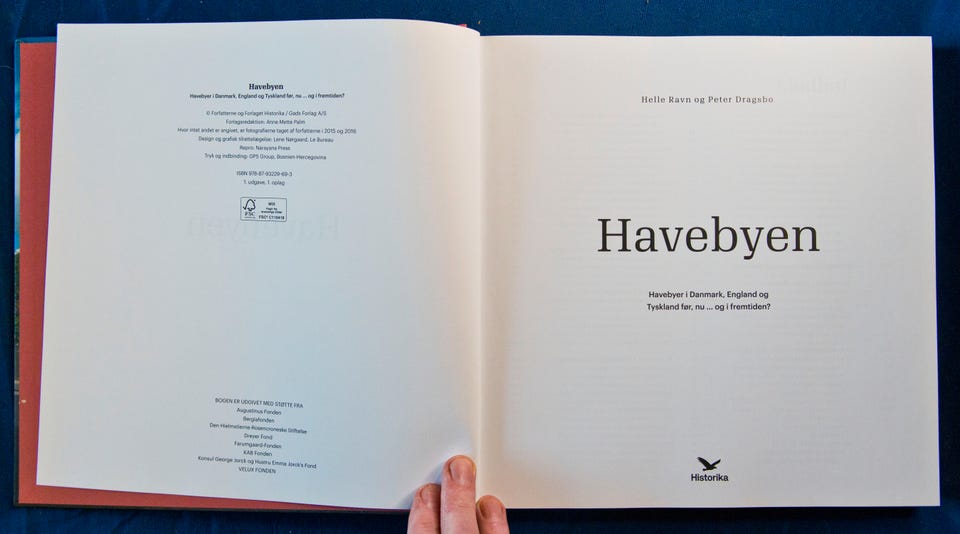 Havebyen
Havebyer i Danmark, England og Tyskland før, nu ... og i fremtiden?
© Forfatterne og Forlaget Historika / Gads Forlag A/S
Forlagsredaktion: Anne Mette Palm
Hvor intet andet er angivet, er fotografierne taget af forfatterne i 2015 og 2016
Design og grafisk tilrettelæggelse: Lene Nørgaard, Le Bureau
Repro: Narayana Press
Tryk og indbinding: GPS Group, Bosnien-Hercegovina
ISBN 978-87-93229-69-3
1. udgave, 1. oplag
FSC
MIX
FSC® C118418
BOGEN ER UDGIVET MED STØTTE FRA
Augustinus Fonden
Bergiafonden
Den Hielmstierne-Rosencroneske Stiftelse
Dreyer Fond
Farumgaard-Fonden
KAB Fonden
Konsul George Jorck og Hustru Emma Jorck's Fond
VELUX FONDEN
Helle Ravn og Peter Dragsbo
Havebyen
Havebyer i Danmark, England og
Tyskland før, nu ... og i fremtiden?
Historika